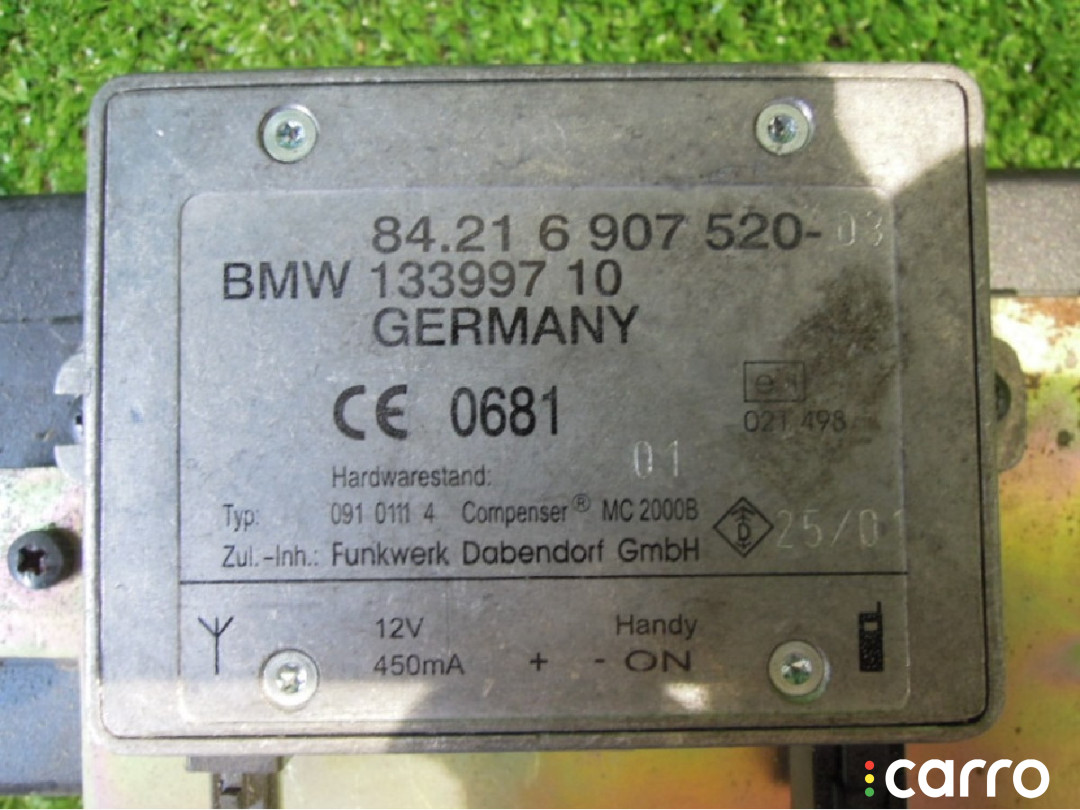 84.21 6 907 520-03
BMW 133997 10
GERMANY
CE 0681
e1
021 498
Hardwarestand: 01
Typ: 091 0111 4 Compenser® MC 2000B
D 25/01
Zul.-Inh.: Funkwerk Dabendorf GmbH
12V Handy
450mA + - ON
carro